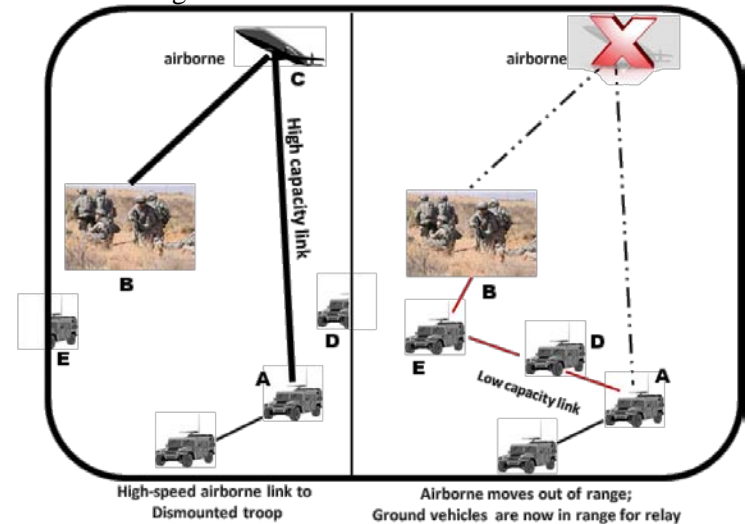 airborne
C
High capacity link
B
E
D
A
High-speed airborne link to
Dismounted troop
airborne
B
E
D
A
Low capacity link
Airborne moves out of range;
Ground vehicles are now in range for relay